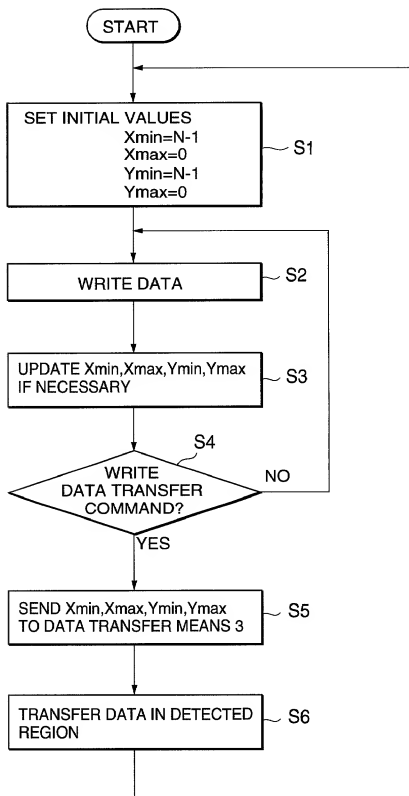 START
SET INITIAL VALUES
Xmin=N-1
Xmax=0
Ymin=N-1
Ymax=0
S1
WRITE DATA
S2
UPDATE Xmin,Xmax,Ymin,Ymax
IF NECESSARY
S3
S4
WRITE
DATA TRANSFER
COMMAND?
NO
YES
SEND Xmin,Xmax,Ymin,Ymax
TO DATA TRANSFER MEANS 3
S5
TRANSFER DATA IN DETECTED
REGION
S6